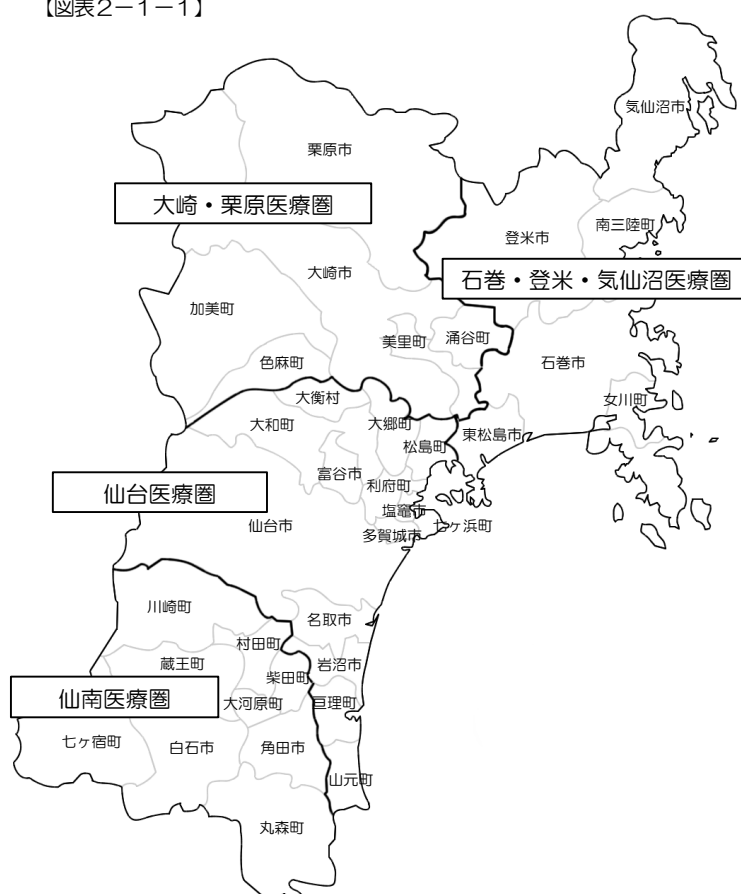 【図表2－1－1】
気仙沼市
栗原市
大崎・栗原医療圏
南三陸町
登米市
大崎市
石巻・登米・気仙沼医療圏
加美町
美里町
涌谷町
石巻市
色麻町
大衡村
女川町
大和町
大郷町
松島町
東松島市
富谷市
利府町
仙台医療圏
塩竈市
仙台市
七ヶ浜町
多賀城市
川崎町
名取市
村田町
蔵王町
岩沼市
柴田町
仙南医療圏
大河原町
亘理町
七ヶ宿町
白石市
角田市
山元町
丸森町